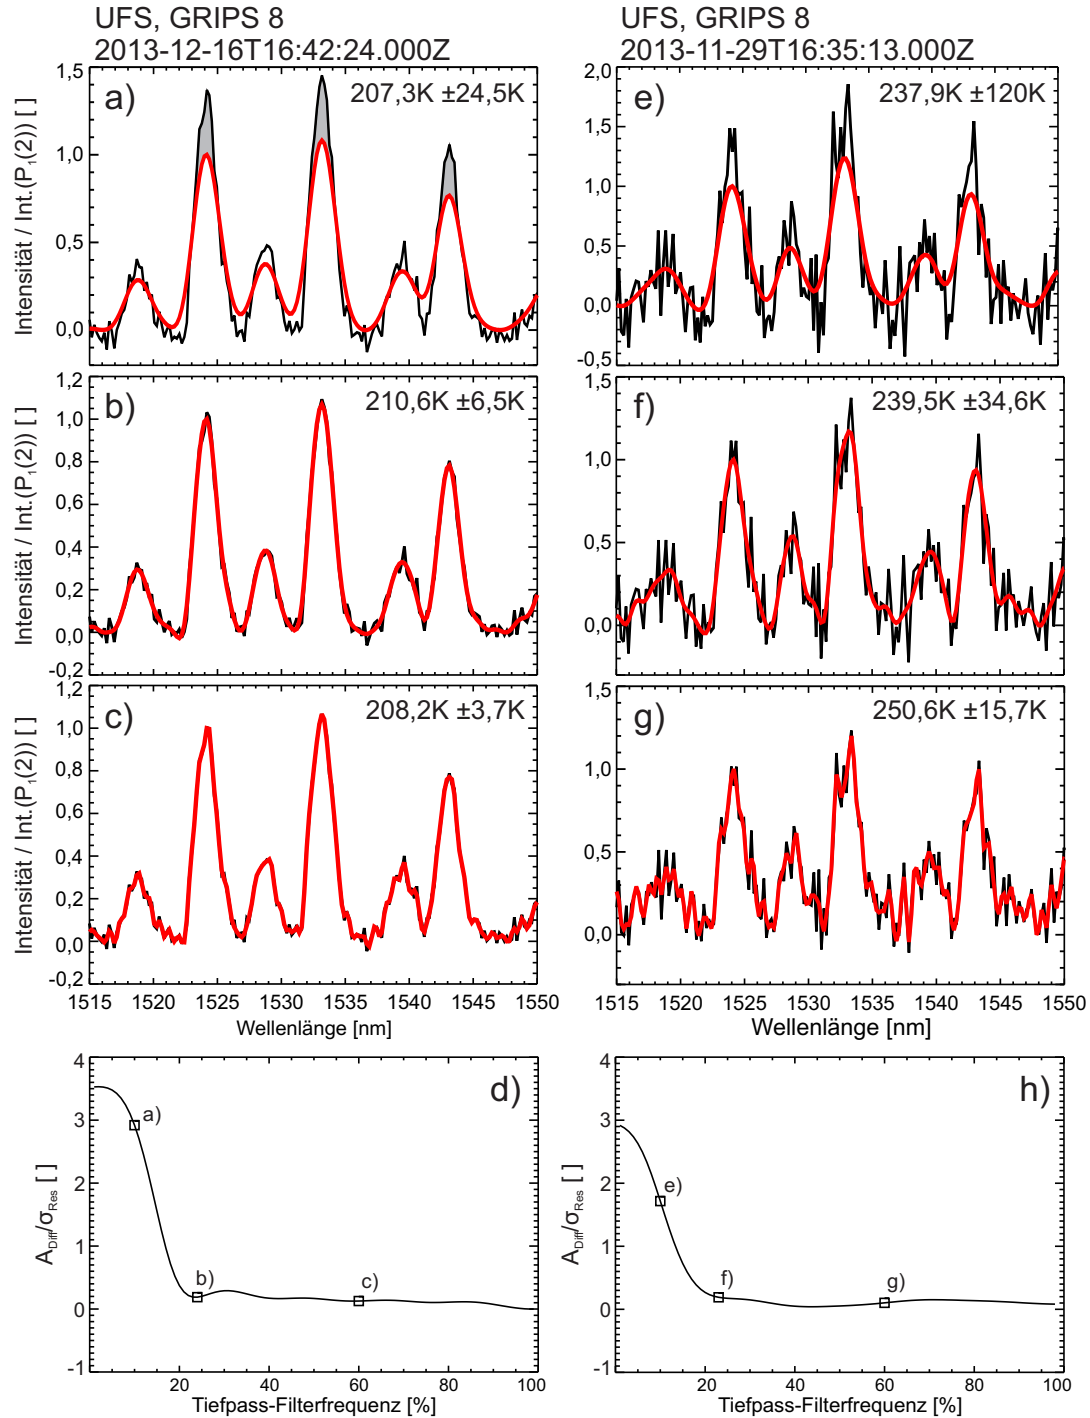 UFS, GRIPS 8
2013-12-16T16:42:24.000Z
UFS, GRIPS 8
2013-11-29T16:35:13.000Z
a)
207,3K ±24,5K
1,5
1,0
0,5
0,0
Intensität / Int.(P₁(2)) [ ]
e)
237,9K ±120K
2,0
1,5
1,0
0,5
0,0
-0,5
b)
210,6K ±6,5K
1,2
1,0
0,8
0,6
0,4
0,2
0,0
-0,2
Intensität / Int.(P₁(2)) [ ]
f)
239,5K ±34,6K
1,5
1,0
0,5
0,0
c)
208,2K ±3,7K
1,2
1,0
0,8
0,6
0,4
0,2
0,0
-0,2
Intensität / Int.(P₁(2)) [ ]
1515 1520 1525 1530 1535 1540 1545 1550
Wellenlänge [nm]
g)
250,6K ±15,7K
1,5
1,0
0,5
0,0
1515 1520 1525 1530 1535 1540 1545 1550
Wellenlänge [nm]
d)
4
3
2
1
0
-1
A_Diff/σ_Res [ ]
a)
b)
c)
20 40 60 80 100
Tiefpass-Filterfrequenz [%]
h)
4
3
2
1
0
-1
A_Diff/σ_Res [ ]
e)
f)
g)
20 40 60 80 100
Tiefpass-Filterfrequenz [%]